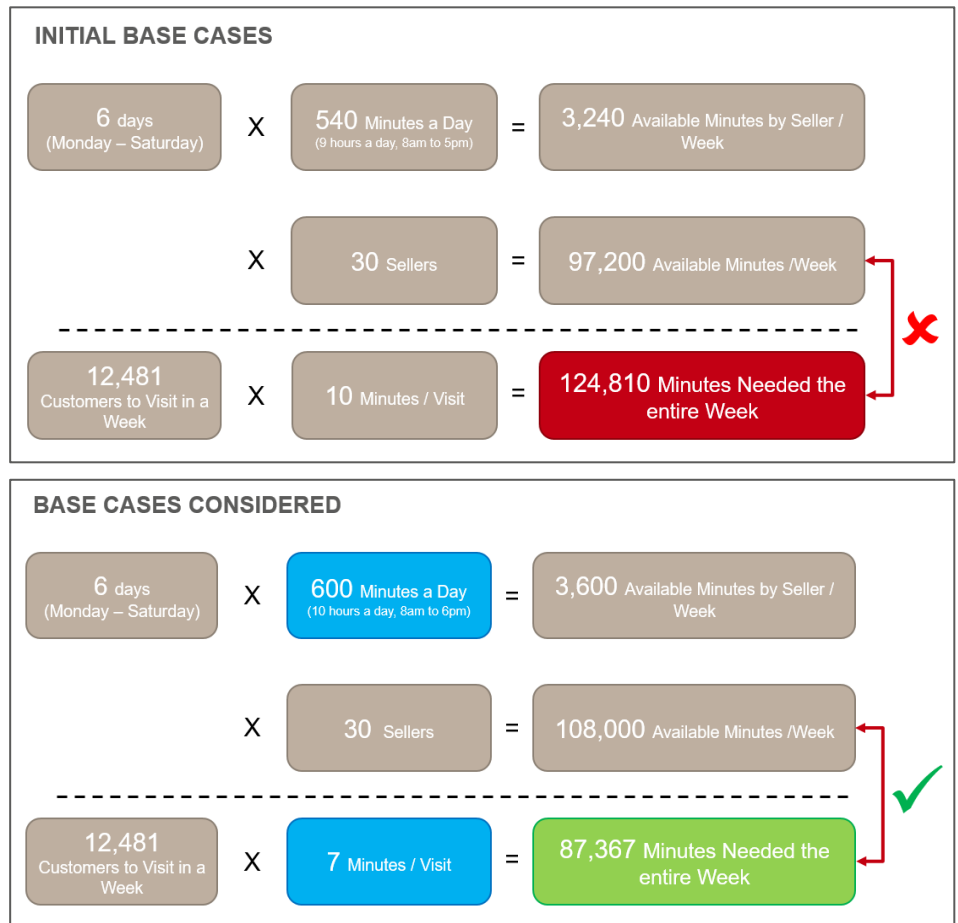 INITIAL BASE CASES
6 days
(Monday – Saturday)
X
540 Minutes a Day
(9 hours a day, 8am to 5pm)
=
3,240 Available Minutes by Seller /
Week
X
30 Sellers
=
97,200 Available Minutes /Week
12,481
Customers to Visit in a
Week
X
10 Minutes / Visit
=
124,810 Minutes Needed the
entire Week
BASE CASES CONSIDERED
6 days
(Monday – Saturday)
X
600 Minutes a Day
(10 hours a day, 8am to 6pm)
=
3,600 Available Minutes by Seller /
Week
X
30 Sellers
=
108,000 Available Minutes /Week
12,481
Customers to Visit in a
Week
X
7 Minutes / Visit
=
87,367 Minutes Needed the
entire Week